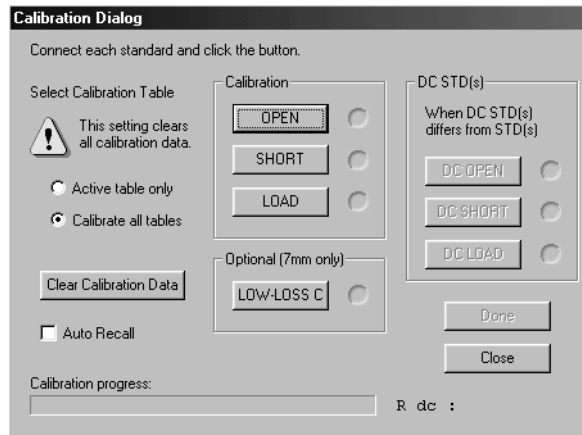 Calibration Dialog
Connect each standard and click the button.
Select Calibration Table
This setting clears
all calibration data.
Active table only
Calibrate all tables
Clear Calibration Data
Auto Recall
Calibration
OPEN
SHORT
LOAD
Optional (7mm only)
LOW-LOSS C
DC STD(s)
When DC STD(s)
differs from STD(s)
DC OPEN
DC SHORT
DC LOAD
Done
Close
Calibration progress:
R dc :